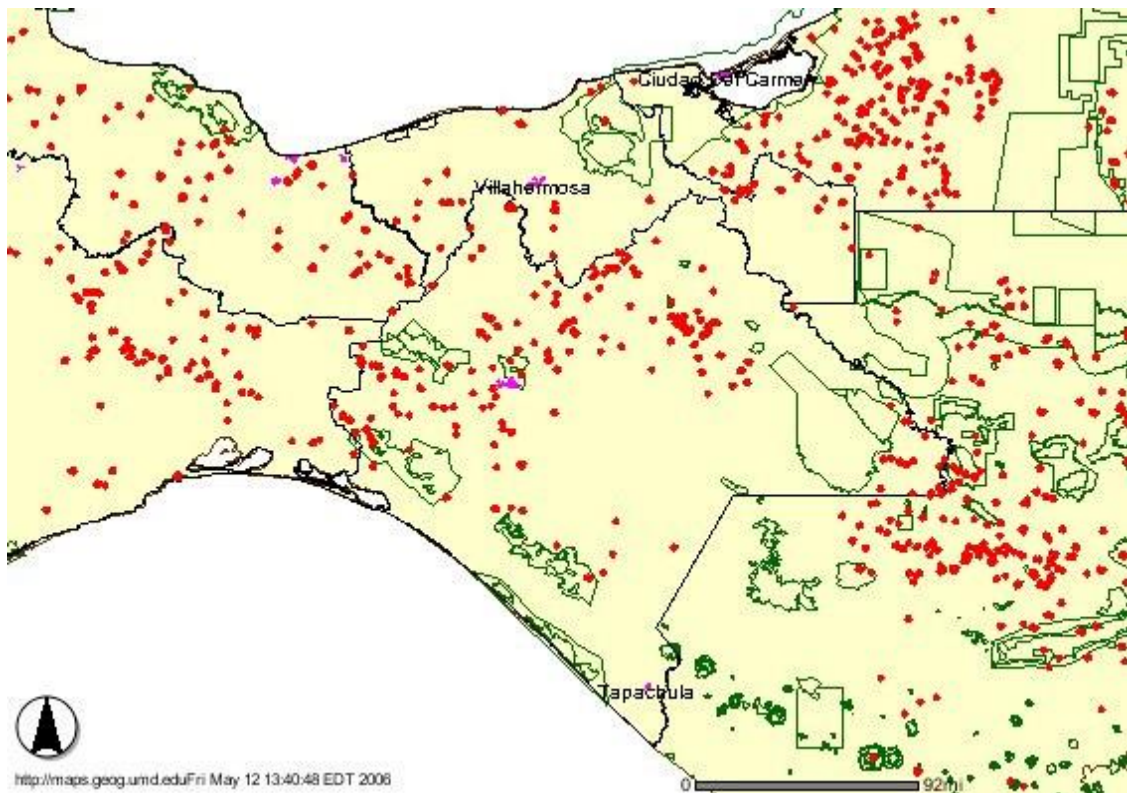 Ciudad Del Carmen
Villahermosa
Tapachula
http://maps.geog.umd.eduFri May 12 13:40:48 EDT 2006
0 92mi